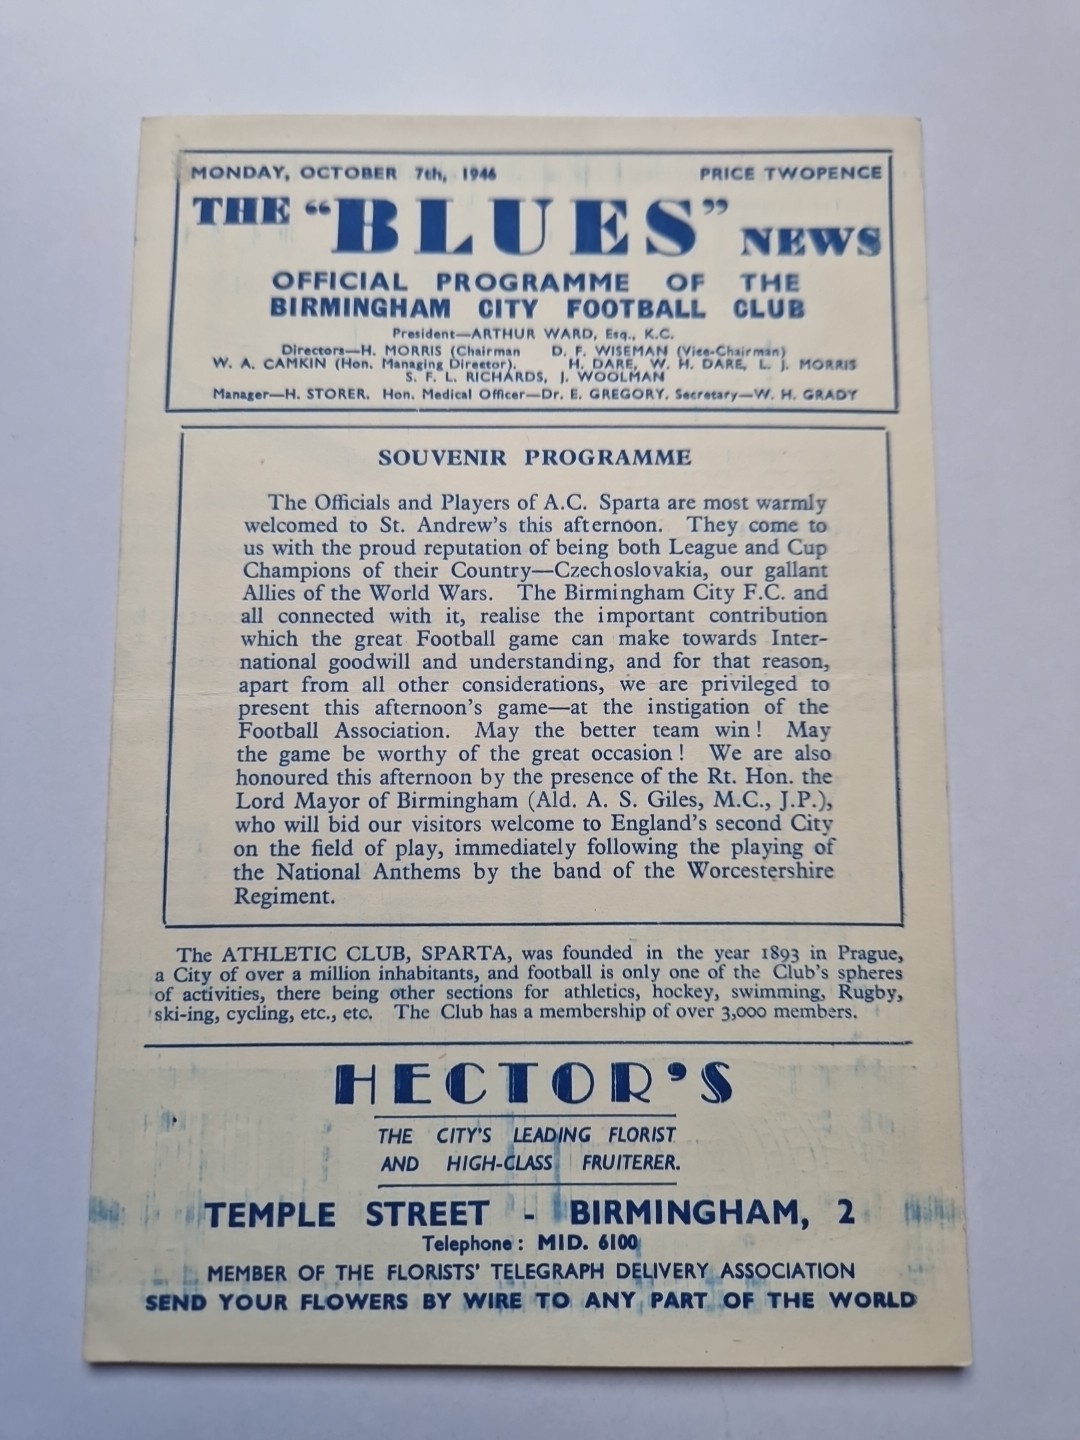 MONDAY, OCTOBER 7th, 1946 PRICE TWOPENCE
THE "BLUES" NEWS
OFFICIAL PROGRAMME OF THE
BIRMINGHAM CITY FOOTBALL CLUB
President—ARTHUR WARD, Esq., K.C.
Directors—H. MORRIS (Chairman D. F. WISEMAN (Vice-Chairman)
W. A. CAMKIN (Hon. Managing Director). H. DARE, W. H. DARE, L. J. MORRIS
S. F. L. RICHARDS, J. WOOLMAN
Manager—H. STORER. Hon. Medical Officer—Dr. E. GREGORY. Secretary—W. H. GRADY
SOUVENIR PROGRAMME
The Officials and Players of A.C. Sparta are most warmly
welcomed to St. Andrew's this afternoon. They come to
us with the proud reputation of being both League and Cup
Champions of their Country—Czechoslovakia, our gallant
Allies of the World Wars. The Birmingham City F.C. and
all connected with it, realise the important contribution
which the great Football game can make towards Inter-
national goodwill and understanding, and for that reason,
apart from all other considerations, we are privileged to
present this afternoon's game—at the instigation of the
Football Association. May the better team win! May
the game be worthy of the great occasion! We are also
honoured this afternoon by the presence of the Rt. Hon. the
Lord Mayor of Birmingham (Ald. A. S. Giles, M.C., J.P.),
who will bid our visitors welcome to England's second City
on the field of play, immediately following the playing of
the National Anthems by the band of the Worcestershire
Regiment.
The ATHLETIC CLUB, SPARTA, was founded in the year 1893 in Prague,
a City of over a million inhabitants, and football is only one of the Club's spheres
of activities, there being other sections for athletics, hockey, swimming, Rugby,
ski-ing, cycling, etc., etc. The Club has a membership of over 3,000 members.
HECTOR'S
THE CITY'S LEADING FLORIST
AND HIGH-CLASS FRUITERER.
TEMPLE STREET - BIRMINGHAM, 2
Telephone: MID. 6100
MEMBER OF THE FLORISTS' TELEGRAPH DELIVERY ASSOCIATION
SEND YOUR FLOWERS BY WIRE TO ANY PART OF THE WORLD